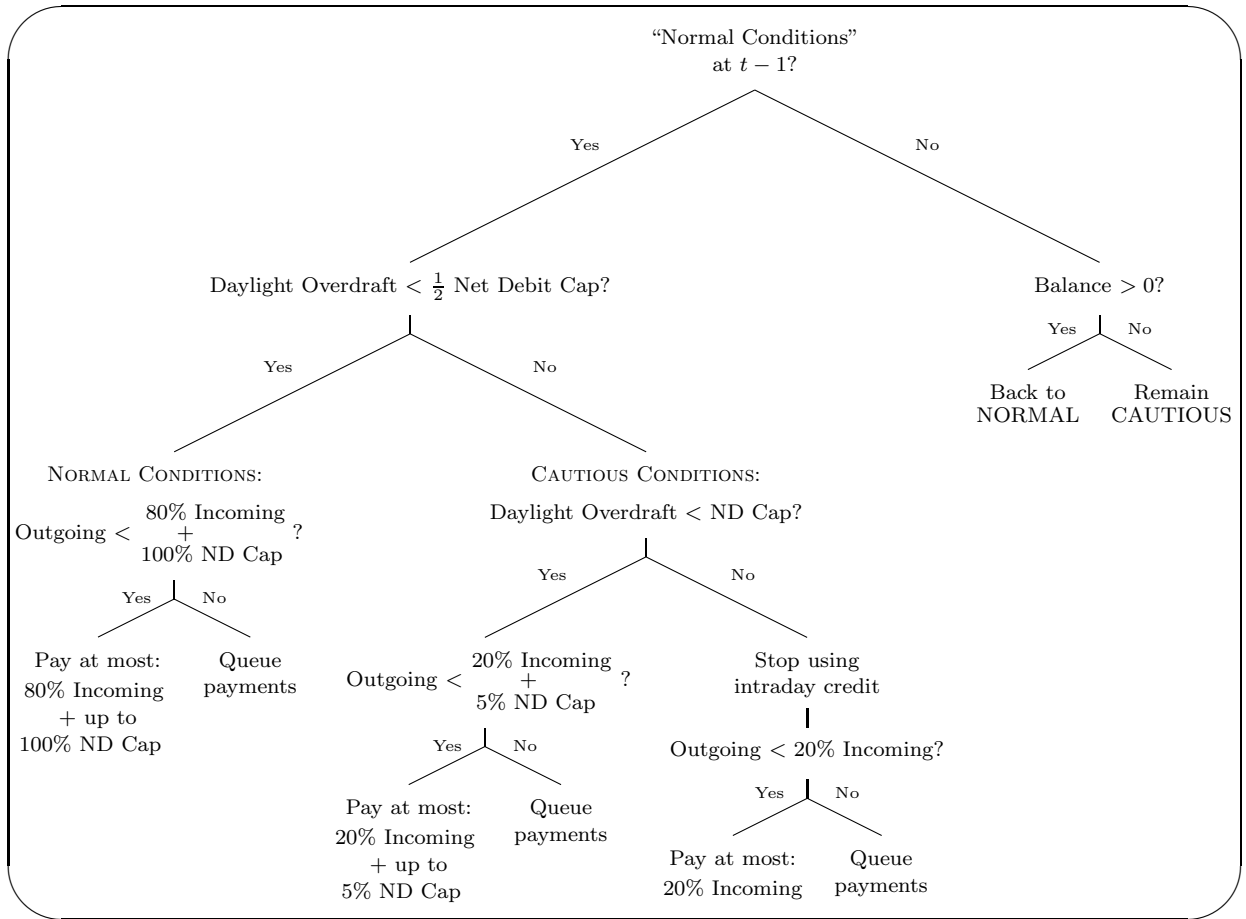 “Normal Conditions”
at t − 1?
Yes
No
Daylight Overdraft < 1/2 Net Debit Cap?
Balance > 0?
Yes
No
Yes
No
Back to
NORMAL
Remain
CAUTIOUS
NORMAL CONDITIONS:
Outgoing < 80% Incoming
+
100% ND Cap ?
Yes
No
Pay at most:
80% Incoming
+ up to
100% ND Cap
Queue
payments
CAUTIOUS CONDITIONS:
Daylight Overdraft < ND Cap?
Yes
No
Outgoing < 20% Incoming
+
5% ND Cap ?
Yes
No
Pay at most:
20% Incoming
+ up to
5% ND Cap
Queue
payments
Stop using
intraday credit
Outgoing < 20% Incoming?
Yes
No
Pay at most:
20% Incoming
Queue
payments